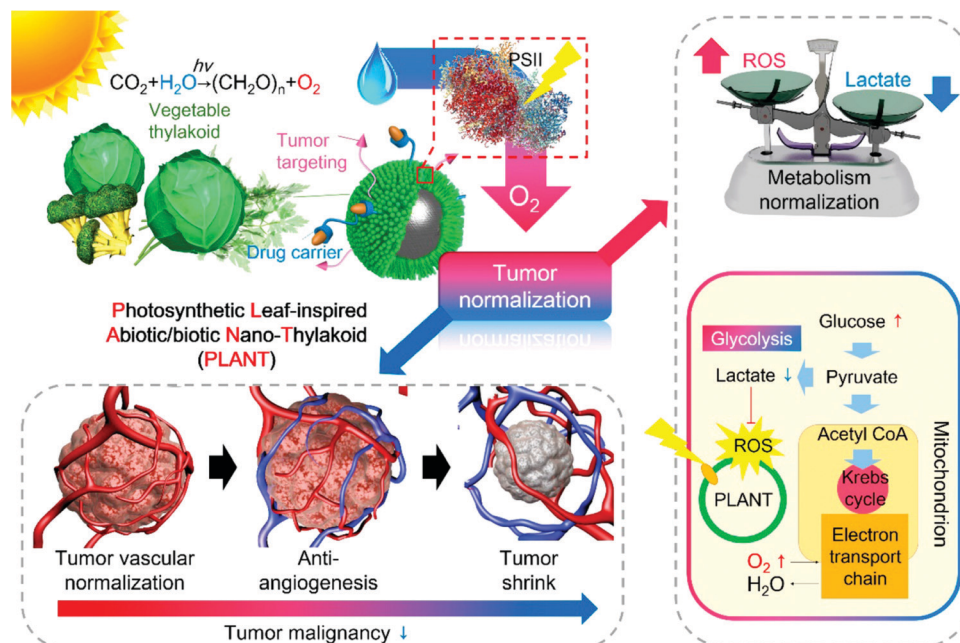 hv
CO₂+H₂O→(CH₂O)ₙ+O₂
Vegetable
thylakoid
Tumor
targeting
Drug carrier
PSII
O₂
Photosynthetic Leaf-inspired
Abiotic/biotic Nano-Thylakoid
(PLANT)
Tumor
normalization
normalization
Tumor vascular
normalization
Anti-
angiogenesis
Tumor
shrink
Tumor malignancy ↓
ROS
Lactate
Metabolism
normalization
Glycolysis
Glucose ↑
Lactate ↓
Pyruvate
ROS
PLANT
Acetyl CoA
Krebs
cycle
Electron
transport
chain
O₂ ↑
H₂O
Mitochondrion